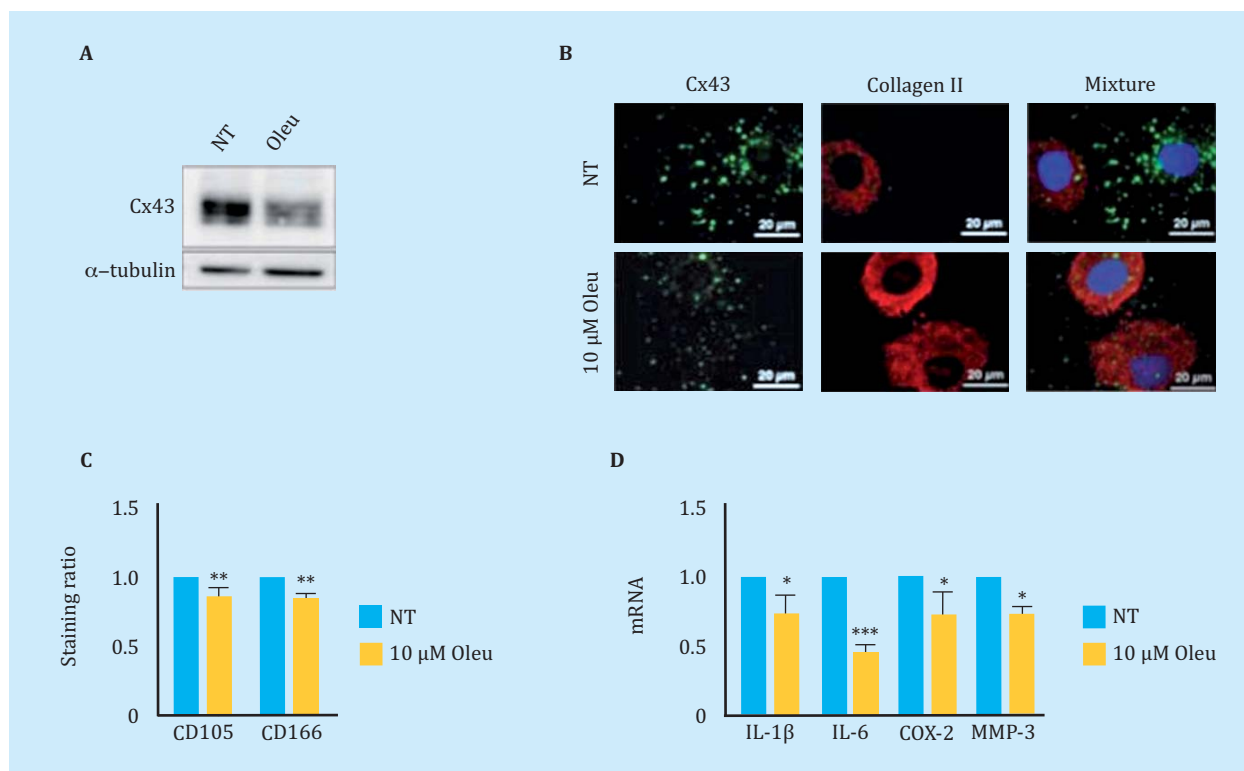 A
NT Oleu
Cx43
α–tubulin
B
Cx43 Collagen II Mixture
NT
20 µm 20 µm 20 µm
10 µM Oleu
20 µm 20 µm 20 µm
C
Staining ratio
1.5
1.0
0.5
0
** **
CD105 CD166
NT
10 µM Oleu
D
mRNA
1.5
1.0
0.5
0
* *** * *
IL-1β IL-6 COX-2 MMP-3
NT
10 µM Oleu